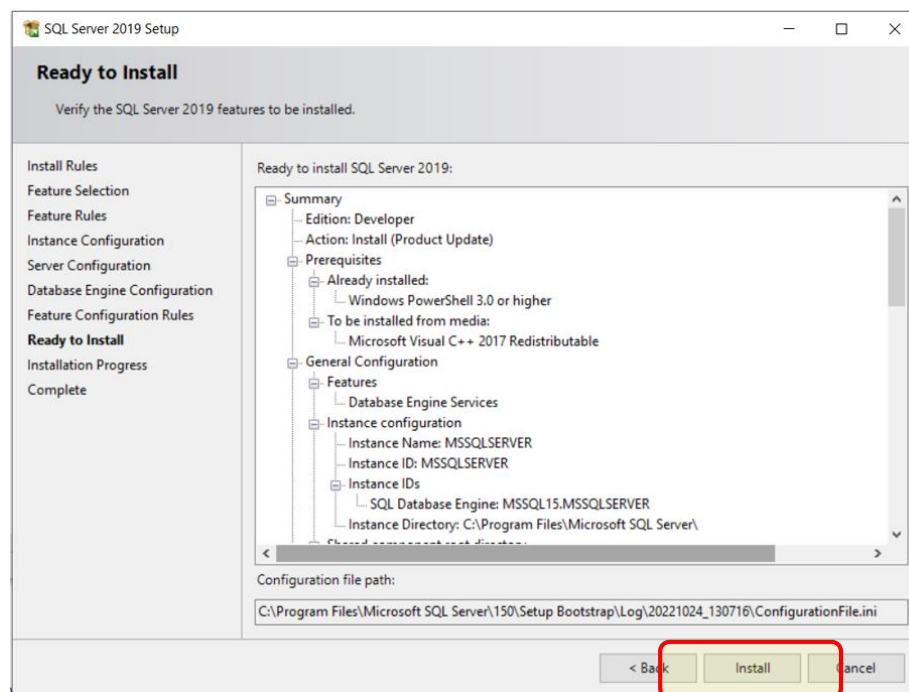 SQL Server 2019 Setup
Ready to Install
Verify the SQL Server 2019 features to be installed.
Install Rules
Feature Selection
Feature Rules
Instance Configuration
Server Configuration
Database Engine Configuration
Feature Configuration Rules
Ready to Install
Installation Progress
Complete
Ready to install SQL Server 2019:
Summary
Edition: Developer
Action: Install (Product Update)
Prerequisites
Already installed:
Windows PowerShell 3.0 or higher
To be installed from media:
Microsoft Visual C++ 2017 Redistributable
General Configuration
Features
Database Engine Services
Instance configuration
Instance Name: MSSQLSERVER
Instance ID: MSSQLSERVER
Instance IDs
SQL Database Engine: MSSQL15.MSSQLSERVER
Instance Directory: C:\Program Files\Microsoft SQL Server\
Shared component root directory
Configuration file path:
C:\Program Files\Microsoft SQL Server\150\Setup Bootstrap\Log\20221024_130716\ConfigurationFile.ini
< Back
Install
Cancel